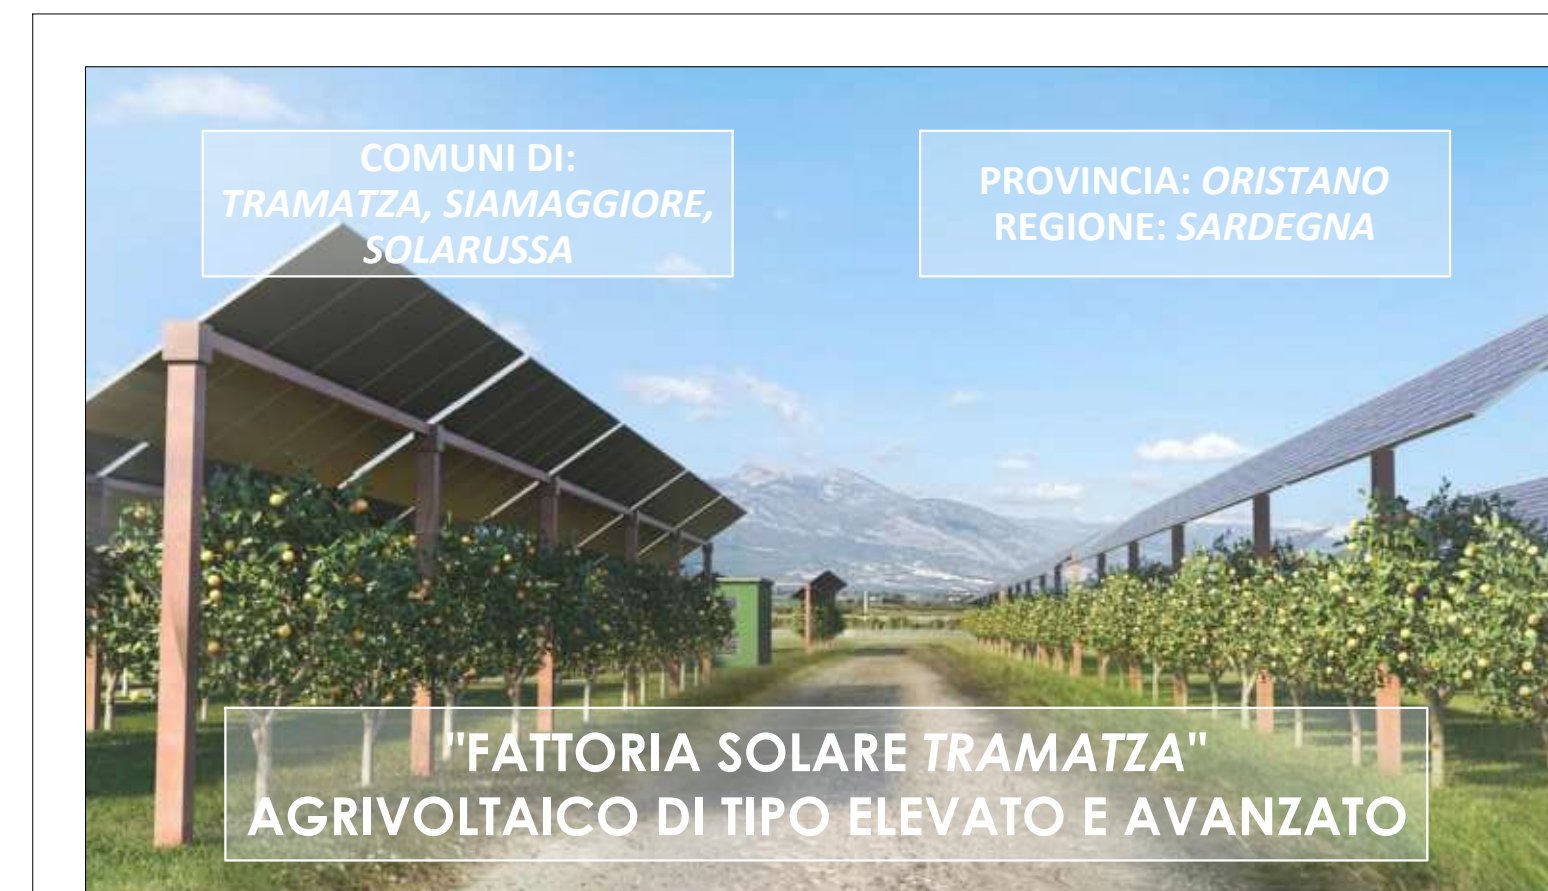 COMUNI DI:
TRAMATZA, SIAMAGGIORE,
SOLARUSSA
PROVINCIA: ORISTANO
REGIONE: SARDEGNA
"FATTORIA SOLARE TRAMATZA"
AGRIVOLTAICO DI TIPO ELEVATO E AVANZATO